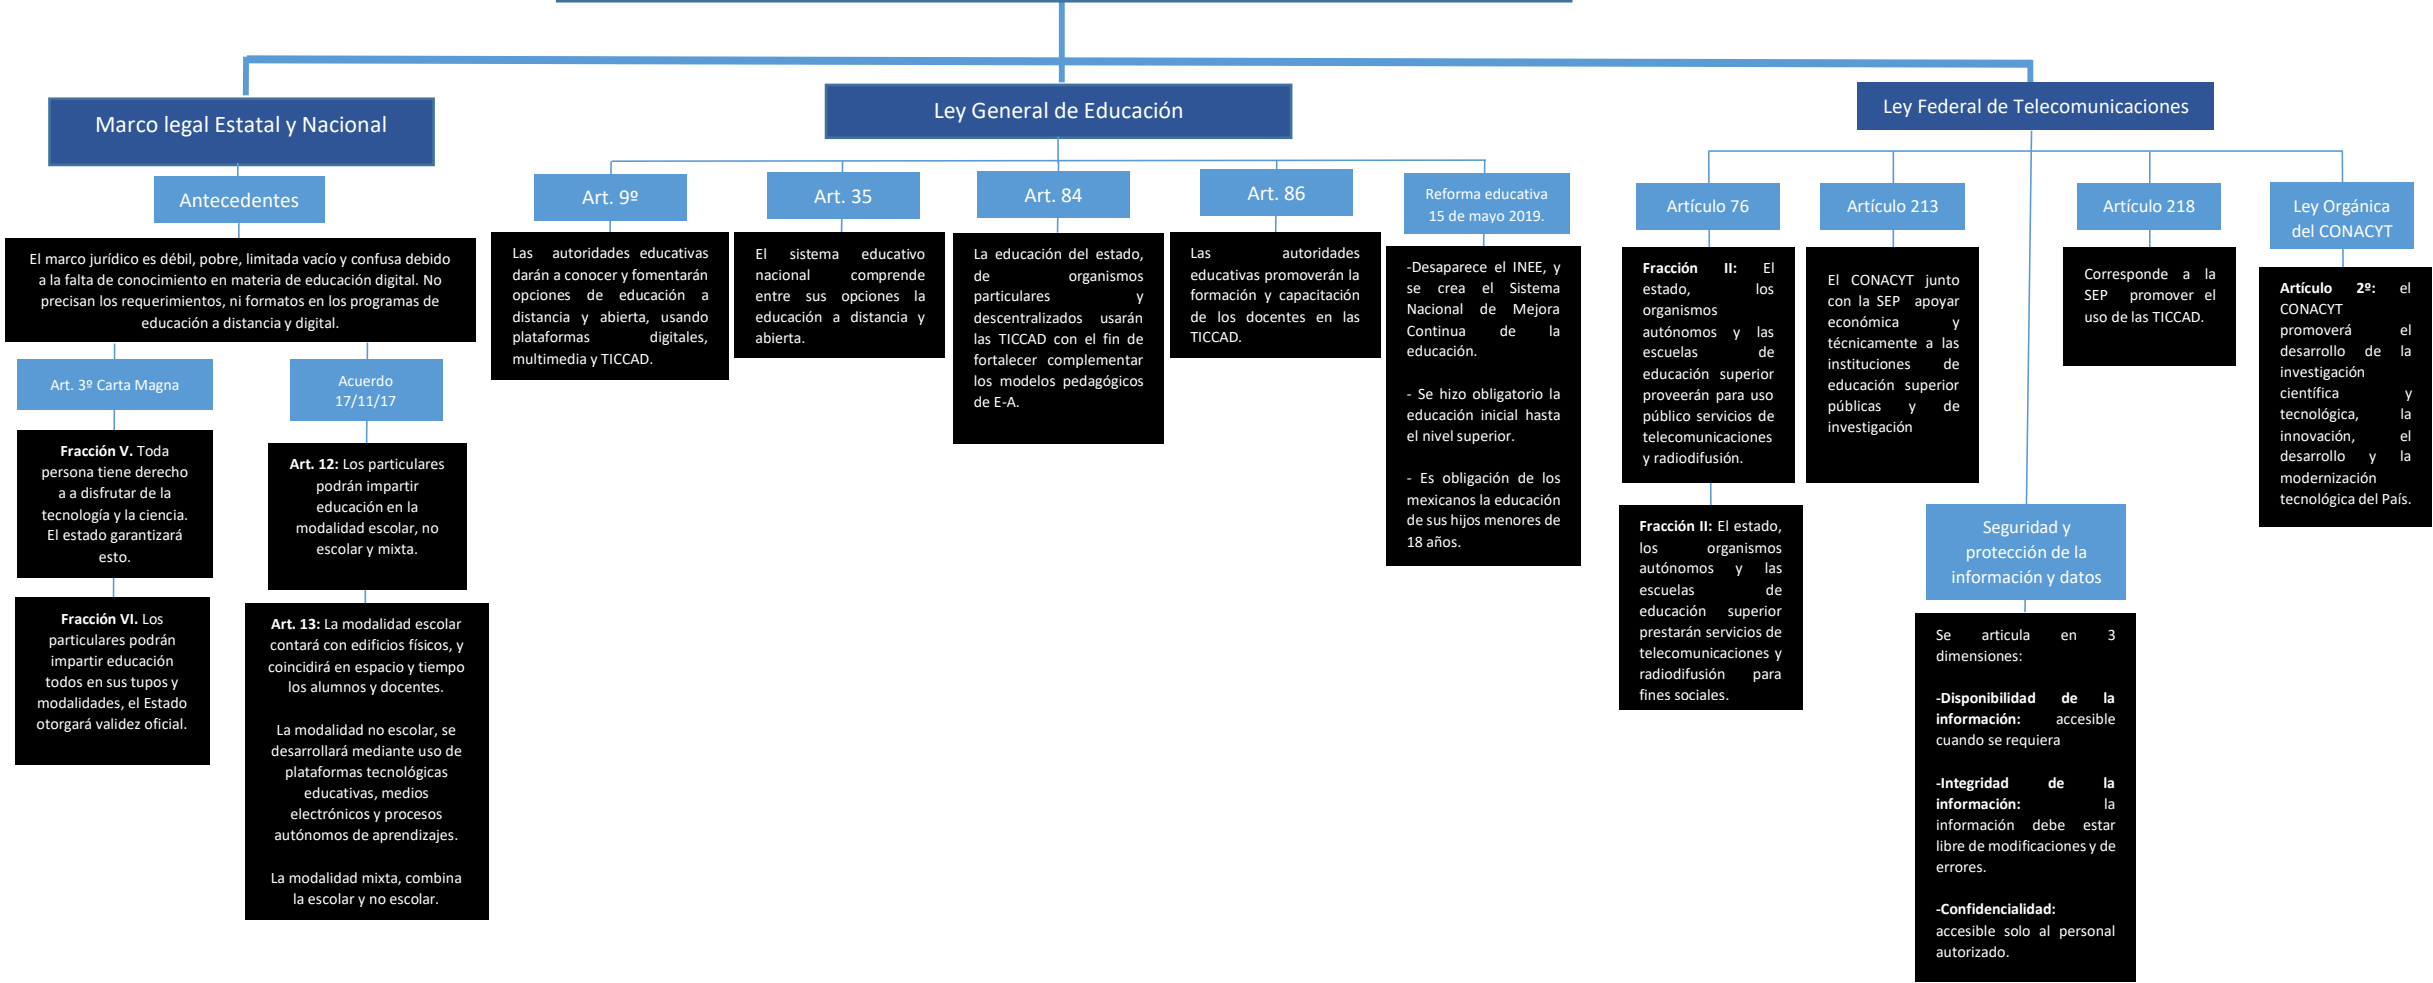 Marco legal Estatal y Nacional
Antecedentes
El marco jurídico es débil, pobre, limitada vacío y confusa debido
a la falta de conocimiento en materia de educación digital. No
precisan los requerimientos, ni formatos en los programas de
educación a distancia y digital.
Art. 3º Carta Magna
Fracción V. Toda
persona tiene derecho
a a disfrutar de la
tecnología y la ciencia.
El estado garantizará
esto.
Fracción VI. Los
particulares podrán
impartir educación
todos en sus tupos y
modalidades, el Estado
otorgará validez oficial.
Acuerdo
17/11/17
Art. 12: Los particulares
podrán impartir
educación en la
modalidad escolar, no
escolar y mixta.
Art. 13: La modalidad escolar
contará con edificios físicos, y
coincidirá en espacio y tiempo
los alumnos y docentes.
La modalidad no escolar, se
desarrollará mediante uso de
plataformas tecnológicas
educativas, medios
electrónicos y procesos
autónomos de aprendizajes.
La modalidad mixta, combina
la escolar y no escolar.
Ley General de Educación
Art. 9º
Las autoridades educativas
darán a conocer y fomentarán
opciones de educación a
distancia y abierta, usando
plataformas digitales,
multimedia y TICCAD.
Art. 35
El sistema educativo
nacional comprende
entre sus opciones la
educación a distancia y
abierta.
Art. 84
La educación del estado,
de organismos
particulares y
descentralizados usarán
las TICCAD con el fin de
fortalecer complementar
los modelos pedagógicos
de E-A.
Art. 86
Las autoridades
educativas promoverán la
formación y capacitación
de los docentes en las
TICCAD.
Reforma educativa
15 de mayo 2019.
-Desaparece el INEE, y
se crea el Sistema
Nacional de Mejora
Continua de la
educación.
- Se hizo obligatorio la
educación inicial hasta
el nivel superior.
- Es obligación de los
mexicanos la educación
de sus hijos menores de
18 años.
Ley Federal de Telecomunicaciones
Artículo 76
Fracción II: El
estado, los
organismos
autónomos y las
escuelas de
educación superior
proveerán para uso
público servicios de
telecomunicaciones
y radiodifusión.
Fracción II: El estado,
los organismos
autónomos y las
escuelas de
educación superior
prestarán servicios de
telecomunicaciones y
radiodifusión para
fines sociales.
Artículo 213
El CONACYT junto
con la SEP apoyar
económica y
técnicamente a las
instituciones de
educación superior
públicas y de
investigación
Seguridad y
protección de la
información y datos
Se articula en 3
dimensiones:
-Disponibilidad de la
información: accesible
cuando se requiera
-Integridad de la
información: la
información debe estar
libre de modificaciones y de
errores.
-Confidencialidad:
accesible solo al personal
autorizado.
Artículo 218
Corresponde a la
SEP promover el
uso de las TICCAD.
Ley Orgánica
del CONACYT
Artículo 2º: el
CONACYT
promoverá el
desarrollo de la
investigación
científica y
tecnológica, la
innovación, el
desarrollo y la
modernización
tecnológica del País.